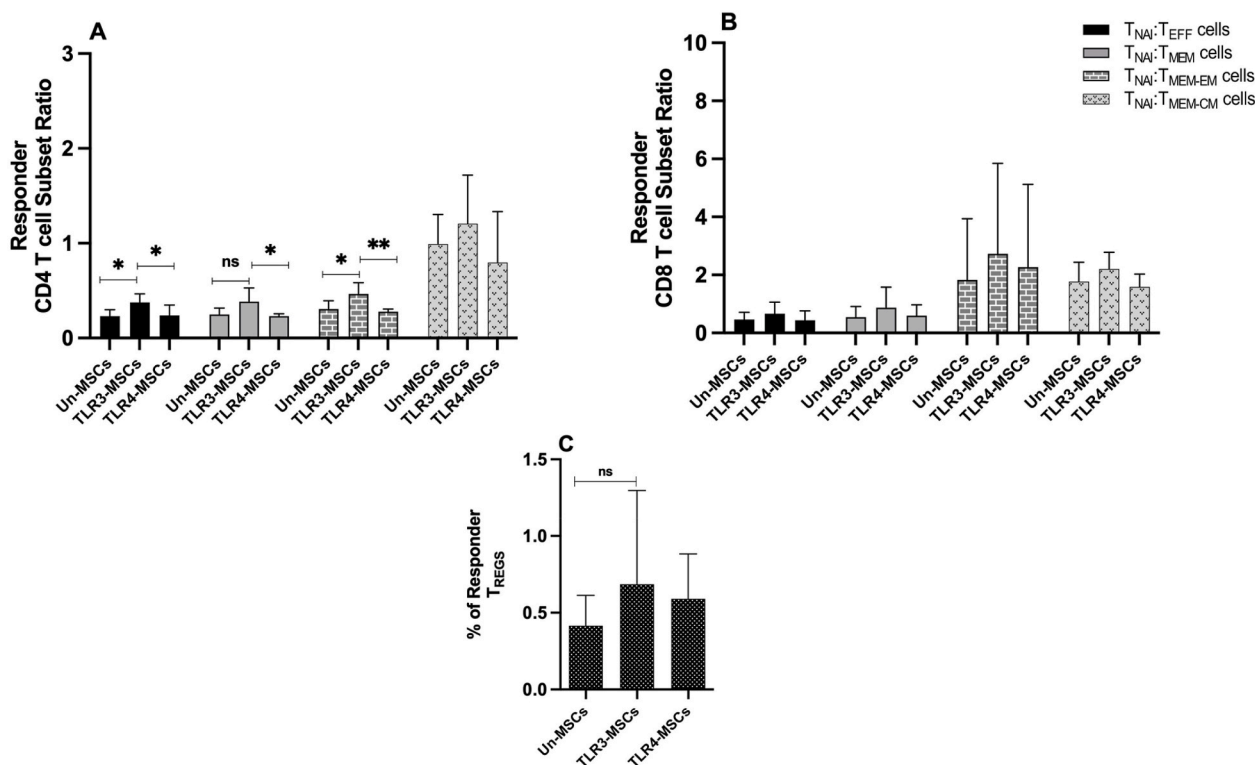 A
Responder
CD4 T cell Subset Ratio
3
2
1
0
* *
ns *
* **
Un-MSCs
TLR3-MSCs
TLR4-MSCs
Un-MSCs
TLR3-MSCs
TLR4-MSCs
Un-MSCs
TLR3-MSCs
TLR4-MSCs
Un-MSCs
TLR3-MSCs
TLR4-MSCs
B
Responder
CD8 T cell Subset Ratio
10
8
6
4
2
0
Un-MSCs
TLR3-MSCs
TLR4-MSCs
Un-MSCs
TLR3-MSCs
TLR4-MSCs
Un-MSCs
TLR3-MSCs
TLR4-MSCs
Un-MSCs
TLR3-MSCs
TLR4-MSCs
TNAI:TEFF cells
TNAI:TMEM cells
TNAI:TMEM-EM cells
TNAI:TMEM-CM cells
C
% of Responder
TREGS
1.5
1.0
0.5
0.0
ns
Un-MSCs
TLR3-MSCs
TLR4-MSCs